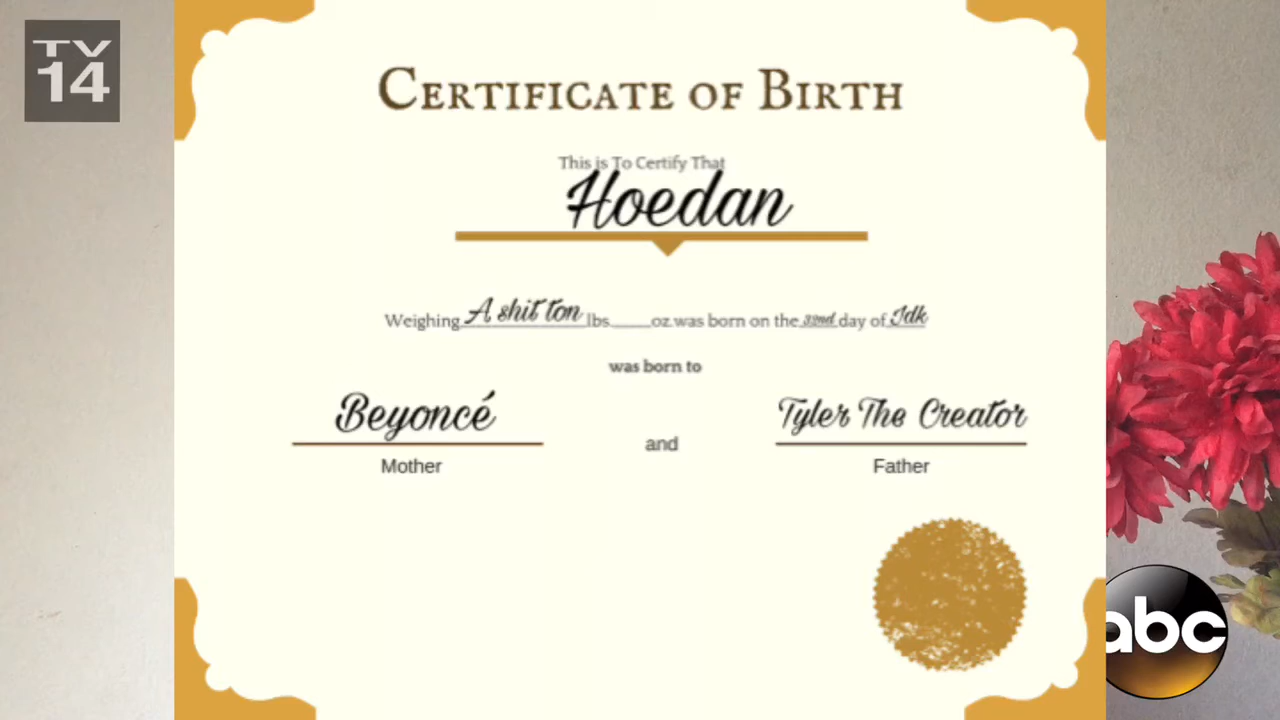 TV
14
Certificate of Birth
This is To Certify That
Hoedan
Weighing A shit ton lbs.____oz.was born on the 32nd day of Idk
was born to
Beyoncé
and
Tyler The Creator
Mother
Father
abc